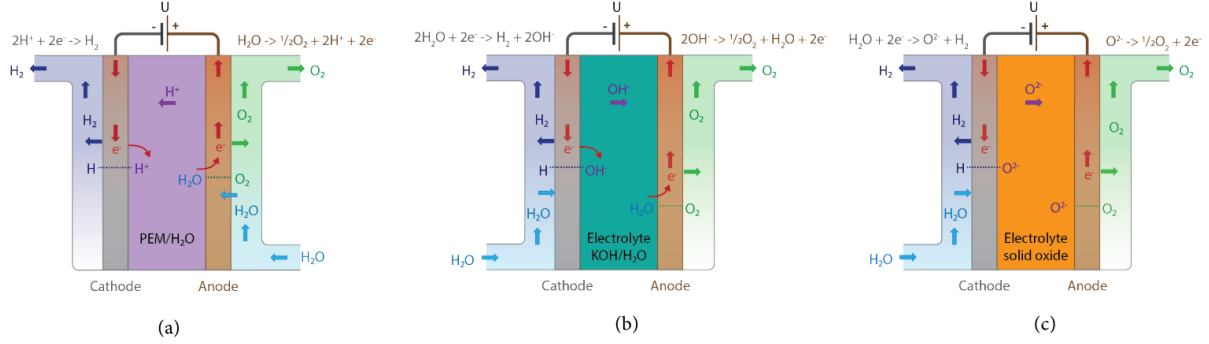 U
- +
2H⁺ + 2e⁻ -> H₂
H₂O -> ½O₂ + 2H⁺ + 2e⁻
H₂
O₂
H⁺
H₂
O₂
e⁻
e⁻
H
H⁺
H₂O
O₂
H₂O
PEM/H₂O
H₂O
Cathode
Anode
(a)
U
- +
2H₂O + 2e⁻ -> H₂ + 2OH⁻
2OH⁻ -> ½O₂ + H₂O + 2e⁻
H₂
O₂
OH⁻
H₂
O₂
e⁻
H
OH⁻
e⁻
H₂O
H₂O
O₂
Electrolyte
KOH/H₂O
H₂O
Cathode
Anode
(b)
U
- +
H₂O + 2e⁻ -> O²⁻ + H₂
O²⁻ -> ½O₂ + 2e⁻
H₂
O₂
O²⁻
H₂
O₂
e⁻
H
O²⁻
e⁻
H₂O
O²⁻
O₂
Electrolyte
solid oxide
H₂O
Cathode
Anode
(c)